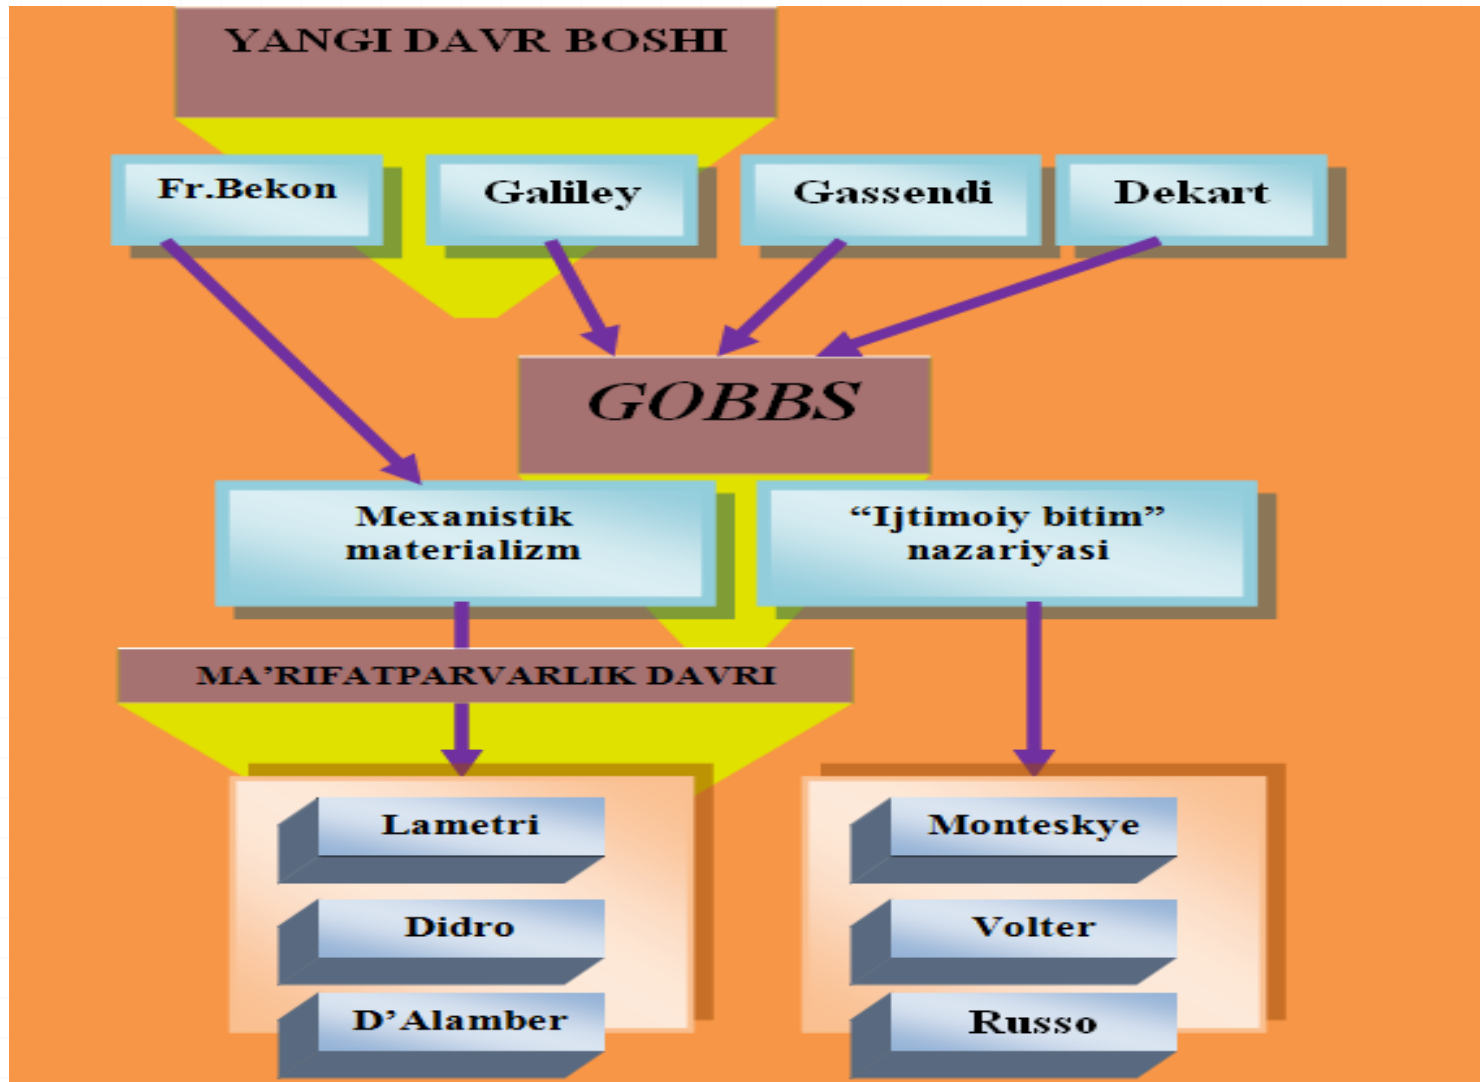 YANGI DAVR BOSHI
Fr.Bekon
Galiley
Gassendi
Dekart
GOBBS
Mexanistik
materializm
“Ijtimoiy bitim”
nazariyasi
MA’RIFATPARVARLIK DAVRI
Lametri
Monteskye
Didro
Volter
D’Alamber
Russo